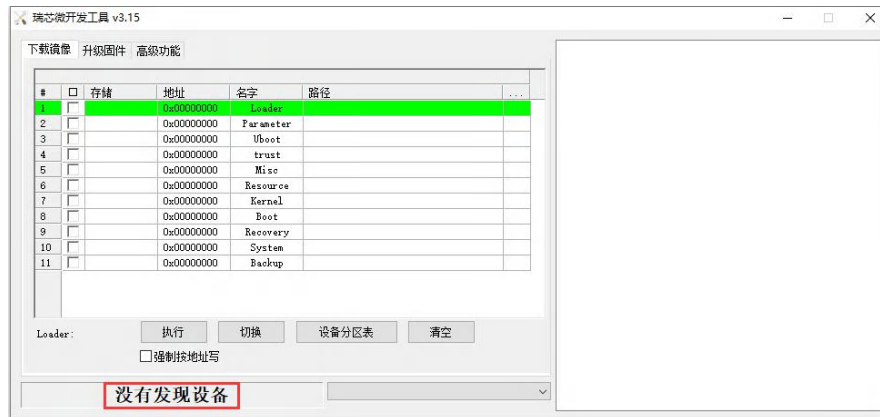 瑞芯微开发工具 v3.15
下载镜像 升级固件 高级功能
# 存储 地址 名字 路径 ...
1 0x00000000 Loader
2 0x00000000 Parameter
3 0x00000000 Uboot
4 0x00000000 trust
5 0x00000000 Misc
6 0x00000000 Resource
7 0x00000000 Kernel
8 0x00000000 Boot
9 0x00000000 Recovery
10 0x00000000 System
11 0x00000000 Backup
Loader: 执行 切换 设备分区表 清空
强制按地址写
没有发现设备